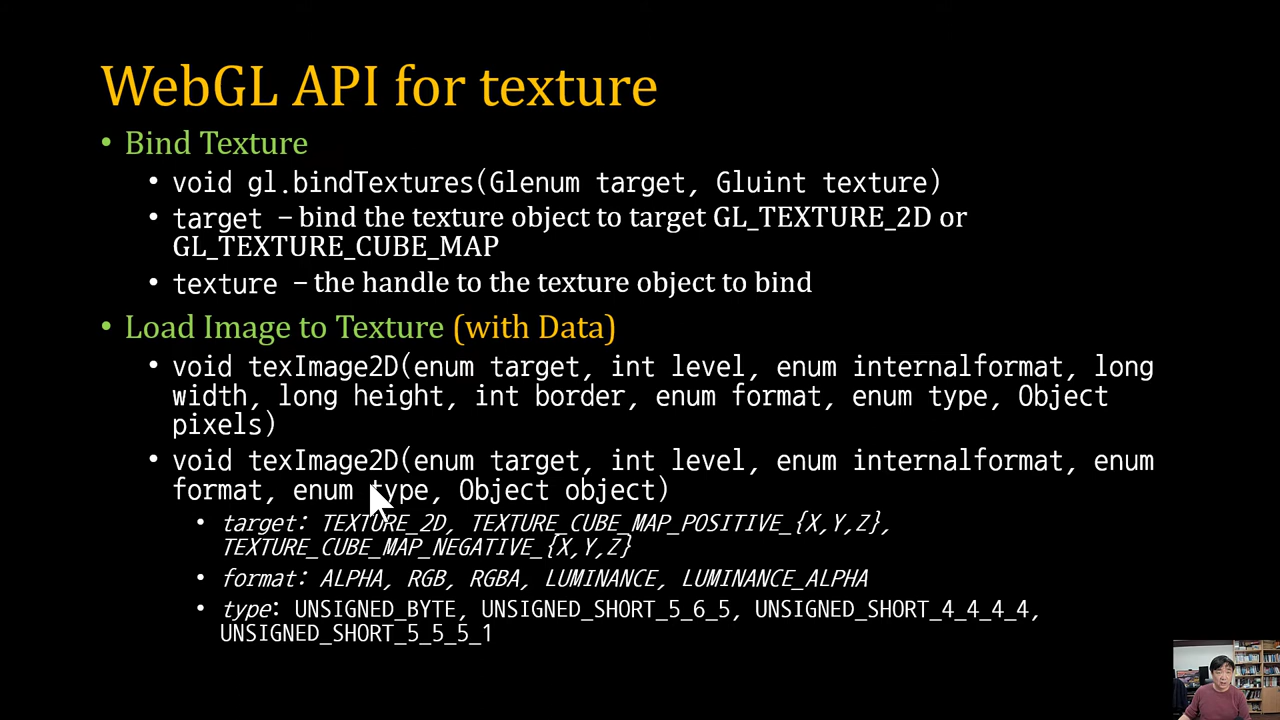 WebGL API for texture
• Bind Texture
• void gl.bindTextures(Glenum target, Gluint texture)
• target – bind the texture object to target GL_TEXTURE_2D or
GL_TEXTURE_CUBE_MAP
• texture – the handle to the texture object to bind
• Load Image to Texture (with Data)
• void texImage2D(enum target, int level, enum internalformat, long
width, long height, int border, enum format, enum type, Object
pixels)
• void texImage2D(enum target, int level, enum internalformat, enum
format, enum type, Object object)
• target: TEXTURE_2D, TEXTURE_CUBE_MAP_POSITIVE_{X,Y,Z},
TEXTURE_CUBE_MAP_NEGATIVE_{X,Y,Z}
• format: ALPHA, RGB, RGBA, LUMINANCE, LUMINANCE_ALPHA
• type: UNSIGNED_BYTE, UNSIGNED_SHORT_5_6_5, UNSIGNED_SHORT_4_4_4_4,
UNSIGNED_SHORT_5_5_5_1